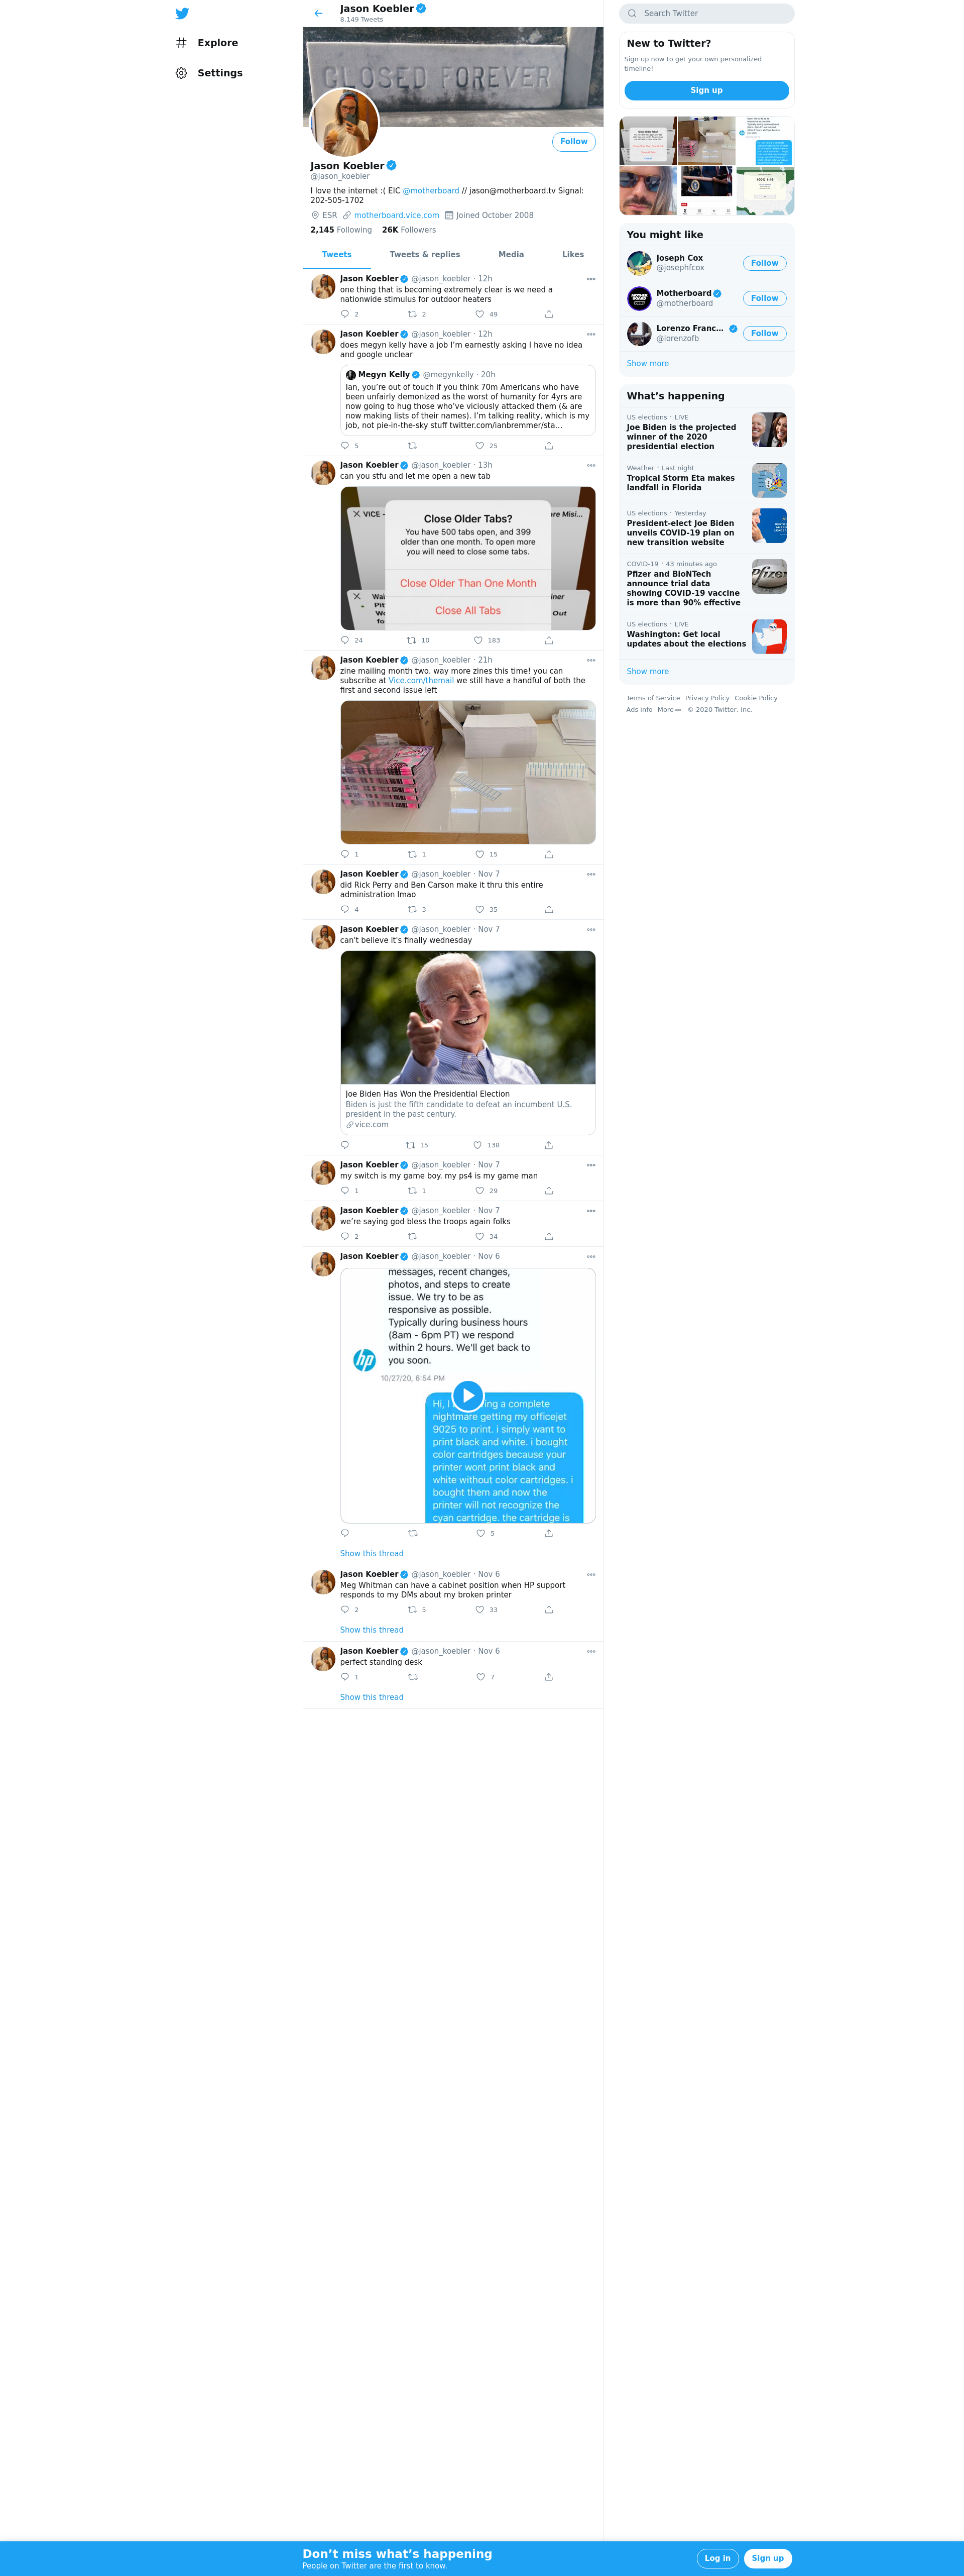 Explore
Settings
Jason Koebler
8,149 Tweets
CLOSED FOREVER
Follow
Jason Koebler
@jason_koebler
I love the internet :( EIC @motherboard // jason@motherboard.tv Signal:
202-505-1702
ESR motherboard.vice.com Joined October 2008
2,145 Following 26K Followers
Tweets Tweets & replies Media Likes
Jason Koebler @jason_koebler · 12h
one thing that is becoming extremely clear is we need a
nationwide stimulus for outdoor heaters
2 2 49
Jason Koebler @jason_koebler · 12h
does megyn kelly have a job I’m earnestly asking I have no idea
and google unclear
Megyn Kelly @megynkelly · 20h
Ian, you’re out of touch if you think 70m Americans who have
been unfairly demonized as the worst of humanity for 4yrs are
now going to hug those who’ve viciously attacked them (& are
now making lists of their names). I’m talking reality, which is my
job, not pie-in-the-sky stuff twitter.com/ianbremmer/sta…
5 25
Jason Koebler @jason_koebler · 13h
can you stfu and let me open a new tab
VICE -
re Misi...
Close Older Tabs?
You have 500 tabs open, and 399
older than one month. To open more
you will need to close some tabs.
Close Older Than One Month
Close All Tabs
24 10 183
Jason Koebler @jason_koebler · 21h
zine mailing month two. way more zines this time! you can
subscribe at Vice.com/themail we still have a handful of both the
first and second issue left
1 1 15
Jason Koebler @jason_koebler · Nov 7
did Rick Perry and Ben Carson make it thru this entire
administration lmao
4 3 35
Jason Koebler @jason_koebler · Nov 7
can't believe it's finally wednesday
Joe Biden Has Won the Presidential Election
Biden is just the fifth candidate to defeat an incumbent U.S.
president in the past century.
vice.com
15 138
Jason Koebler @jason_koebler · Nov 7
my switch is my game boy. my ps4 is my game man
1 1 29
Jason Koebler @jason_koebler · Nov 7
we’re saying god bless the troops again folks
2 34
Jason Koebler @jason_koebler · Nov 6
messages, recent changes,
photos, and steps to create
issue. We try to be as
responsive as possible.
Typically during business hours
(8am - 6pm PT) we respond
within 2 hours. We'll get back to
you soon.
hp
10/27/20, 6:54 PM
Hi, I ing a complete
nightmare getting my officejet
9025 to print. i simply want to
print black and white. i bought
color cartridges because your
printer wont print black and
white without color cartridges. i
bought them and now the
printer will not recognize the
cyan cartridge. the cartridge is
5
Show this thread
Jason Koebler @jason_koebler · Nov 6
Meg Whitman can have a cabinet position when HP support
responds to my DMs about my broken printer
2 5 33
Show this thread
Jason Koebler @jason_koebler · Nov 6
perfect standing desk
1 7
Show this thread
Search Twitter
New to Twitter?
Sign up now to get your own personalized
timeline!
Sign up
You might like
Joseph Cox
@josephfcox
Follow
Motherboard
@motherboard
Follow
Lorenzo Franc…
@lorenzofb
Follow
Show more
What’s happening
US elections · LIVE
Joe Biden is the projected
winner of the 2020
presidential election
Weather · Last night
Tropical Storm Eta makes
landfall in Florida
US elections · Yesterday
President-elect Joe Biden
unveils COVID-19 plan on
new transition website
COVID-19 · 43 minutes ago
Pfizer and BioNTech
announce trial data
showing COVID-19 vaccine
is more than 90% effective
US elections · LIVE
Washington: Get local
updates about the elections
Show more
Terms of Service Privacy Policy Cookie Policy
Ads info More © 2020 Twitter, Inc.
Don’t miss what’s happening
People on Twitter are the first to know.
Log in
Sign up